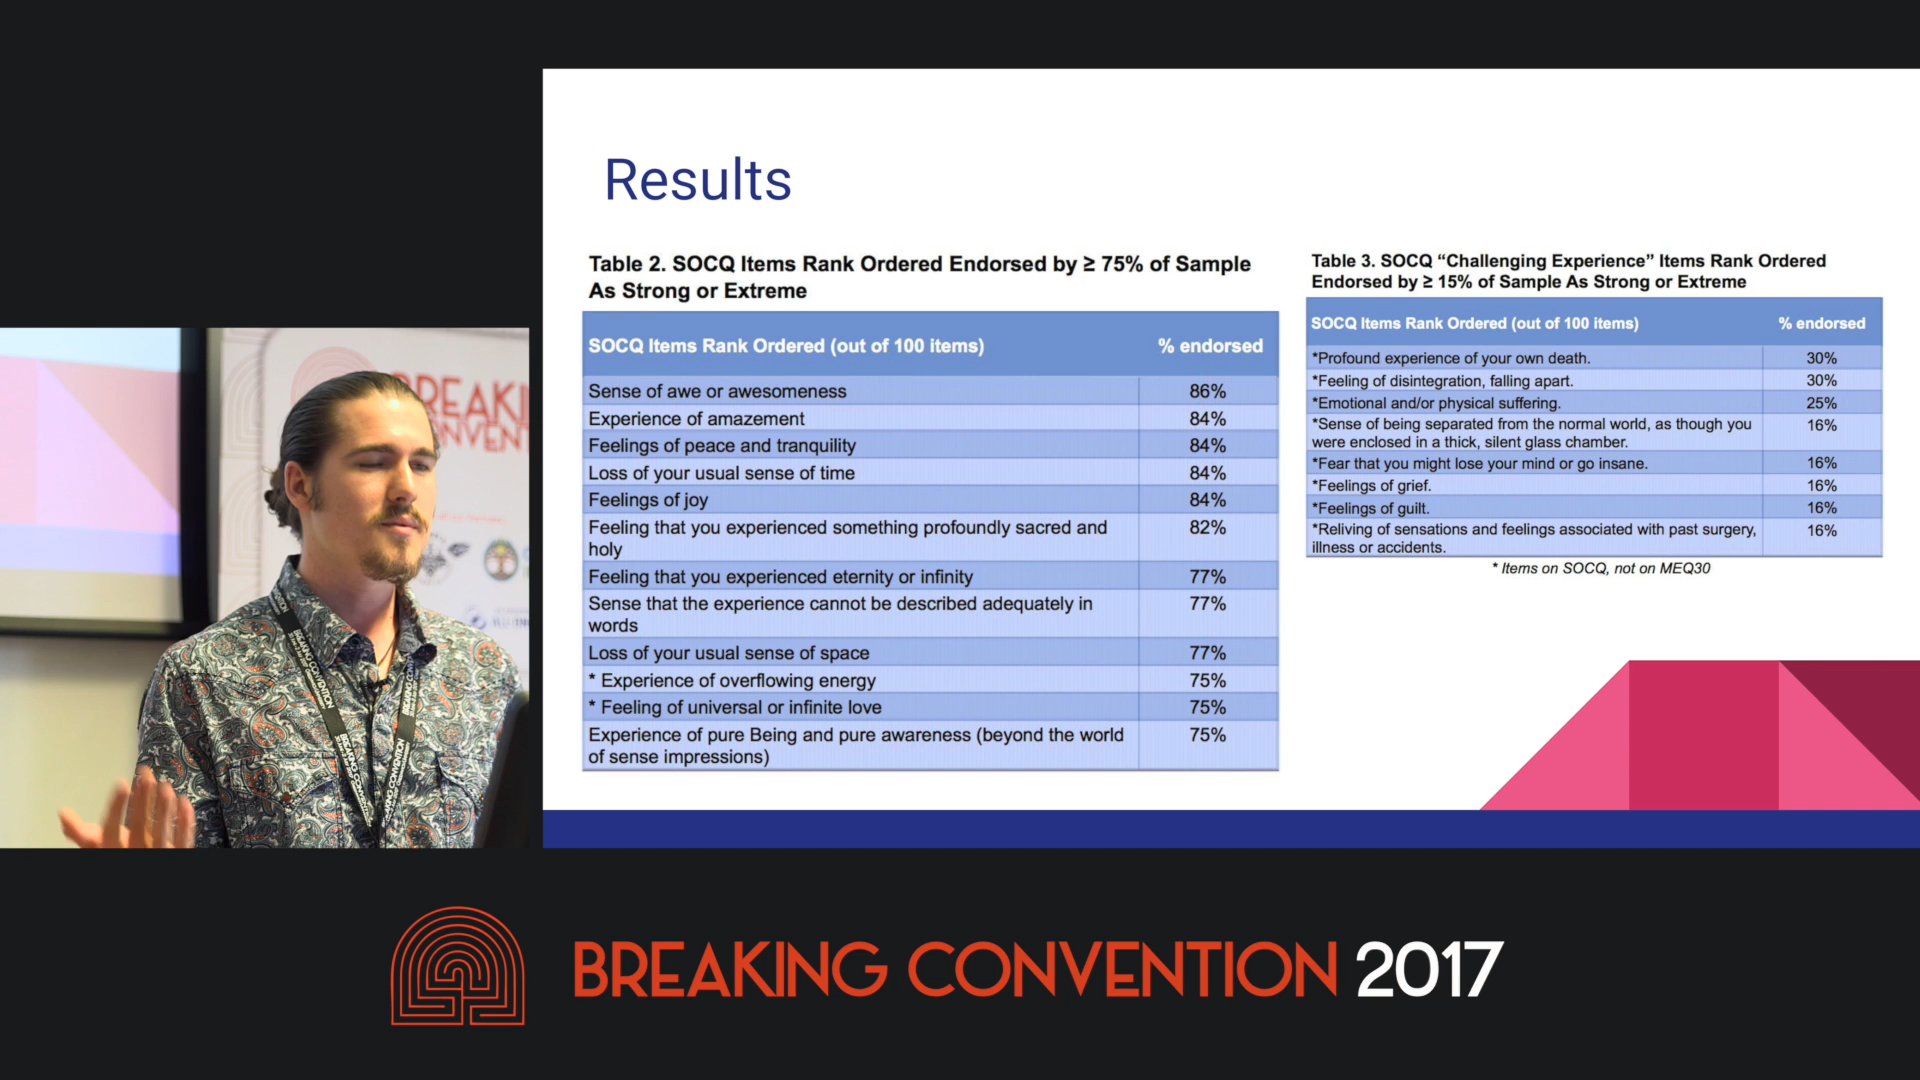 Results
Table 2. SOCQ Items Rank Ordered Endorsed by ≥ 75% of Sample
As Strong or Extreme
SOCQ Items Rank Ordered (out of 100 items) % endorsed
Sense of awe or awesomeness 86%
Experience of amazement 84%
Feelings of peace and tranquility 84%
Loss of your usual sense of time 84%
Feelings of joy 84%
Feeling that you experienced something profoundly sacred and 82%
holy
Feeling that you experienced eternity or infinity 77%
Sense that the experience cannot be described adequately in 77%
words
Loss of your usual sense of space 77%
* Experience of overflowing energy 75%
* Feeling of universal or infinite love 75%
Experience of pure Being and pure awareness (beyond the world 75%
of sense impressions)
Table 3. SOCQ “Challenging Experience” Items Rank Ordered
Endorsed by ≥ 15% of Sample As Strong or Extreme
SOCQ Items Rank Ordered (out of 100 items) % endorsed
*Profound experience of your own death. 30%
*Feeling of disintegration, falling apart. 30%
*Emotional and/or physical suffering. 25%
*Sense of being separated from the normal world, as though you 16%
were enclosed in a thick, silent glass chamber.
*Fear that you might lose your mind or go insane. 16%
*Feelings of grief. 16%
*Feelings of guilt. 16%
*Reliving of sensations and feelings associated with past surgery, 16%
illness or accidents.
* Items on SOCQ, not on MEQ30
BREAKING CONVENTION
BREAKING CONVENTION
BREAKING CONVENTION 2017